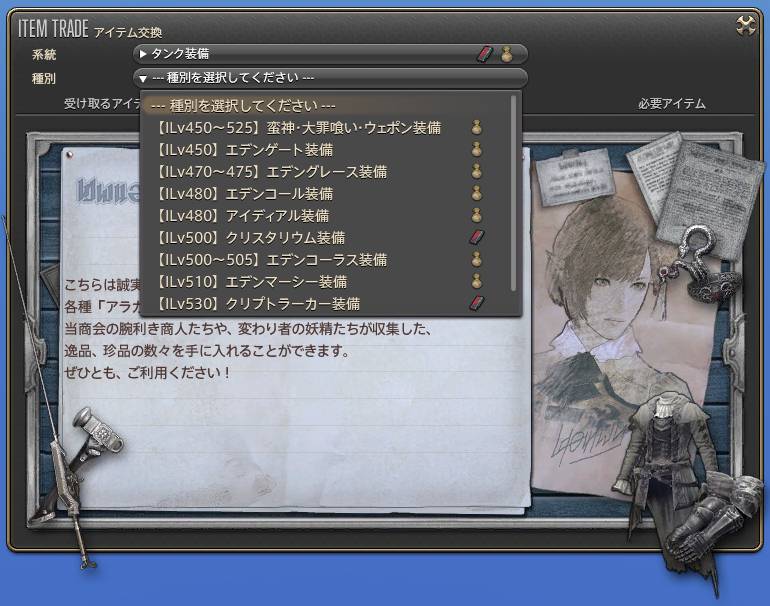 ITEM TRADE アイテム交換
系統 ▶ タンク装備
種別 ▼ --- 種別を選択してください ---
受け取るアイテ
必要アイテム
--- 種別を選択してください ---
【ILv450～525】蛮神･大罪喰い･ウェポン装備
【ILv450】エデンゲート装備
【ILv470～475】エデングレース装備
【ILv480】エデンコール装備
【ILv480】アイディアル装備
【ILv500】クリスタリウム装備
【ILv500～505】エデンコーラス装備
【ILv510】エデンマーシー装備
【ILv530】クリプトラーカー装備
こちらは誠実
各種「アラガ
当商会の腕利き商人たちや、変わり者の妖精たちが収集した、
逸品、珍品の数々を手に入れることができます。
ぜひとも、ご利用ください！